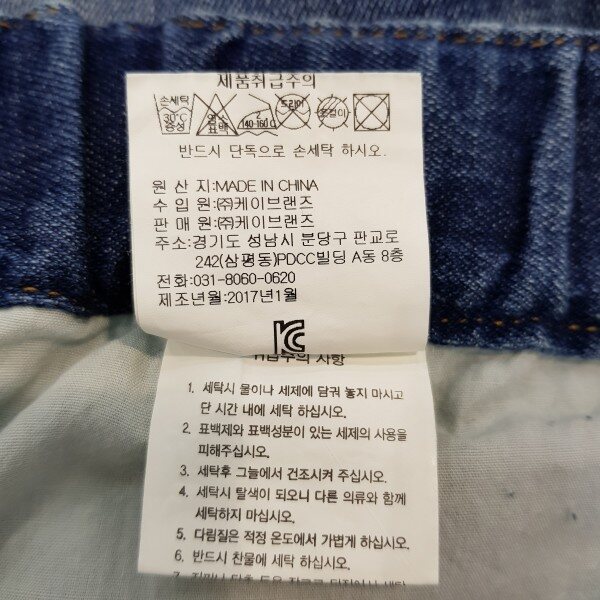 제품취급주의
손세탁 30℃ 중성 염소표백 2 140-160℃ 드라이
반드시 단독으로 손세탁 하시오.
원 산 지:MADE IN CHINA
수 입 원:㈜케이브랜즈
판 매 원:㈜케이브랜즈
주소:경기도 성남시 분당구 판교로
242(삼평동)PDCC빌딩 A동 8층
전화:031-8060-0620
제조년월:2017년1월
취급주의 사항
1. 세탁시 물이나 세제에 담궈 놓지 마시고
단 시간 내에 세탁 하십시오.
2. 표백제와 표백성분이 있는 세제의 사용을
피해주십시오.
3. 세탁후 그늘에서 건조시켜 주십시오.
4. 세탁시 탈색이 되오니 다른 의류와 함께
세탁하지 마십시오.
5. 다림질은 적정 온도에서 가볍게 하십시오.
6. 반드시 찬물에 세탁 하십시오.